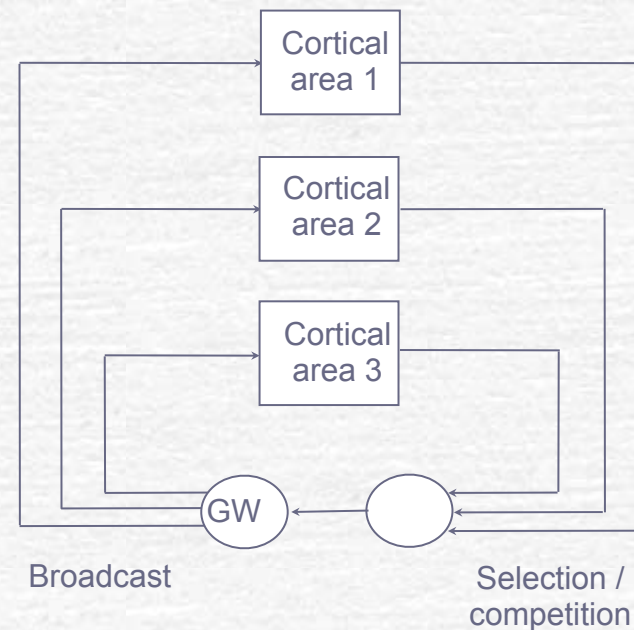 Cortical
area 1
Cortical
area 2
Cortical
area 3
GW
Broadcast
Selection /
competition